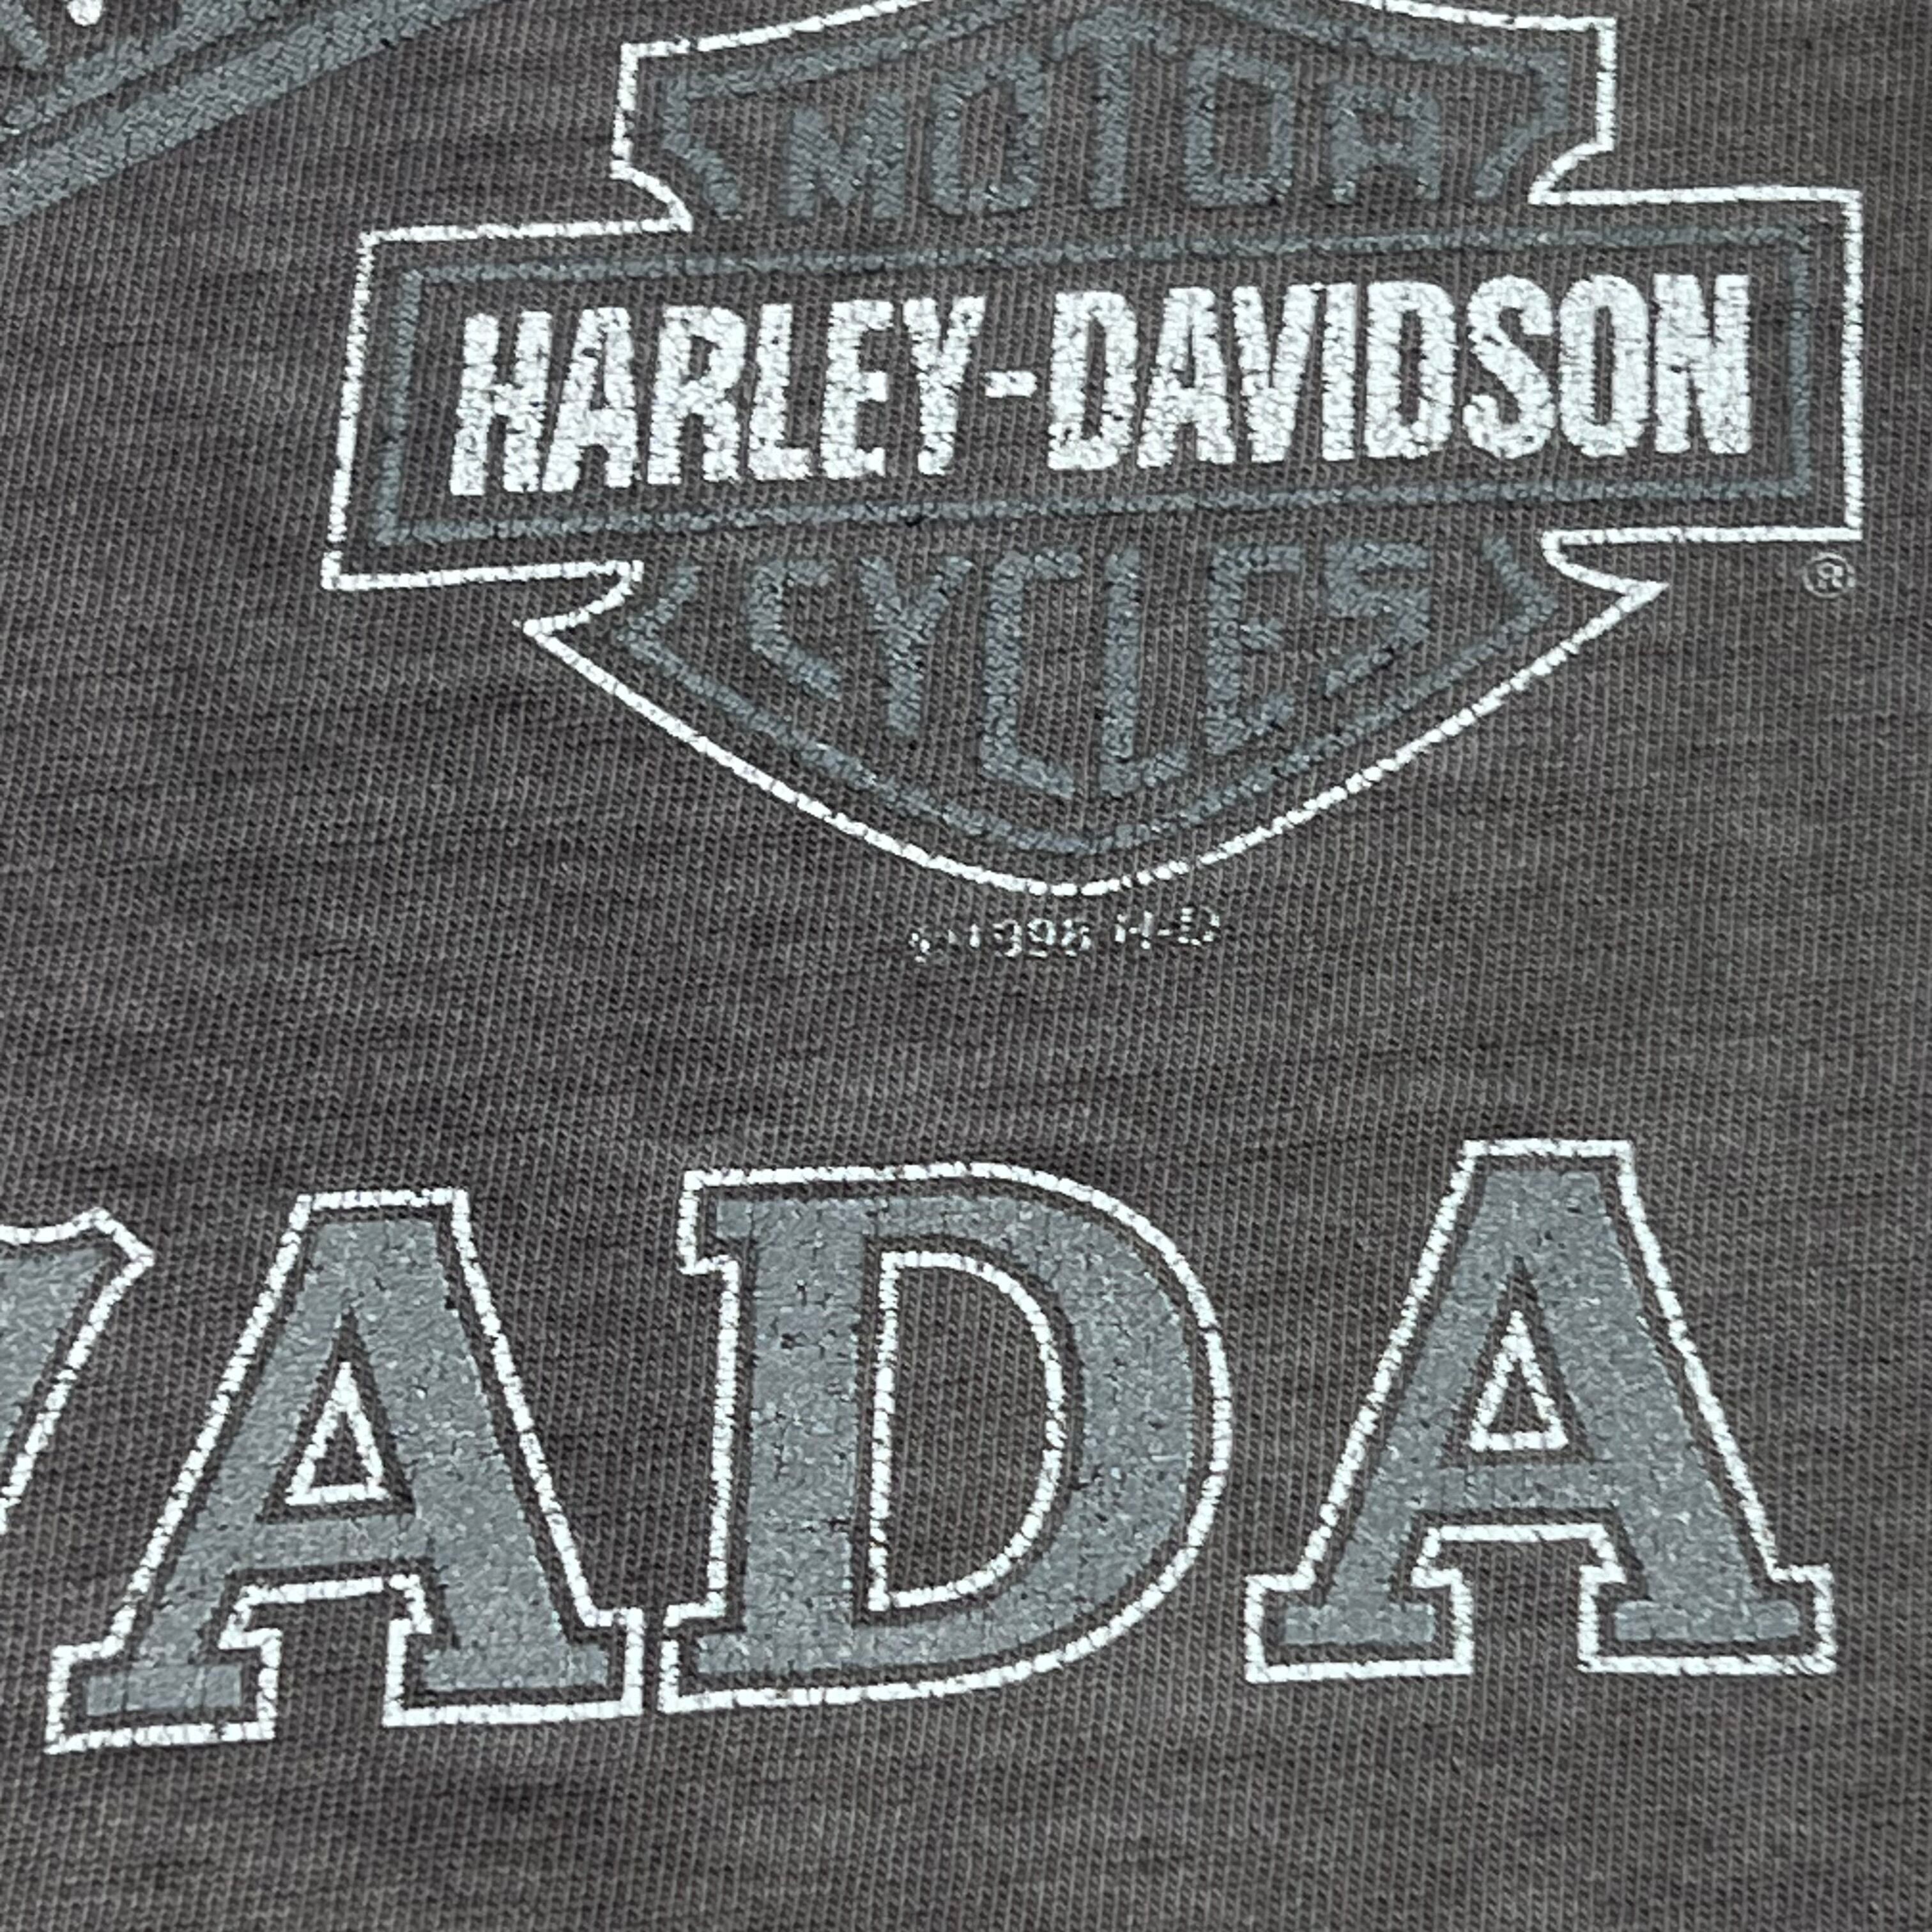 MOTOR
HARLEY-DAVIDSON
CYCLES
®
©1998 H-D
VADA